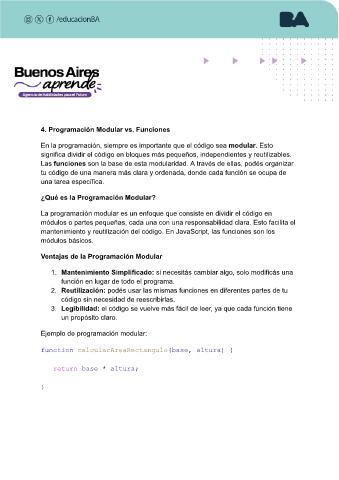 /educacionBA
BA
Buenos Aires
aprende
Agencia de Habilidades para el Futuro
4. Programación Modular vs. Funciones
En la programación, siempre es importante que el código sea modular. Esto
significa dividir el código en bloques más pequeños, independientes y reutilizables.
Las funciones son la base de esta modularidad. A través de ellas, podés organizar
tu código de una manera más clara y ordenada, donde cada función se ocupa de
una tarea específica.
¿Qué es la Programación Modular?
La programación modular es un enfoque que consiste en dividir el código en
módulos o partes pequeñas, cada una con una responsabilidad clara. Esto facilita el
mantenimiento y reutilización del código. En JavaScript, las funciones son los
módulos básicos.
Ventajas de la Programación Modular
1. Mantenimiento Simplificado: si necesitás cambiar algo, solo modificás una
función en lugar de todo el programa.
2. Reutilización: podés usar las mismas funciones en diferentes partes de tu
código sin necesidad de reescribirlas.
3. Legibilidad: el código se vuelve más fácil de leer, ya que cada función tiene
un propósito claro.
Ejemplo de programación modular:
function calcularAreaRectangulo(base, altura) {
return base * altura;
}